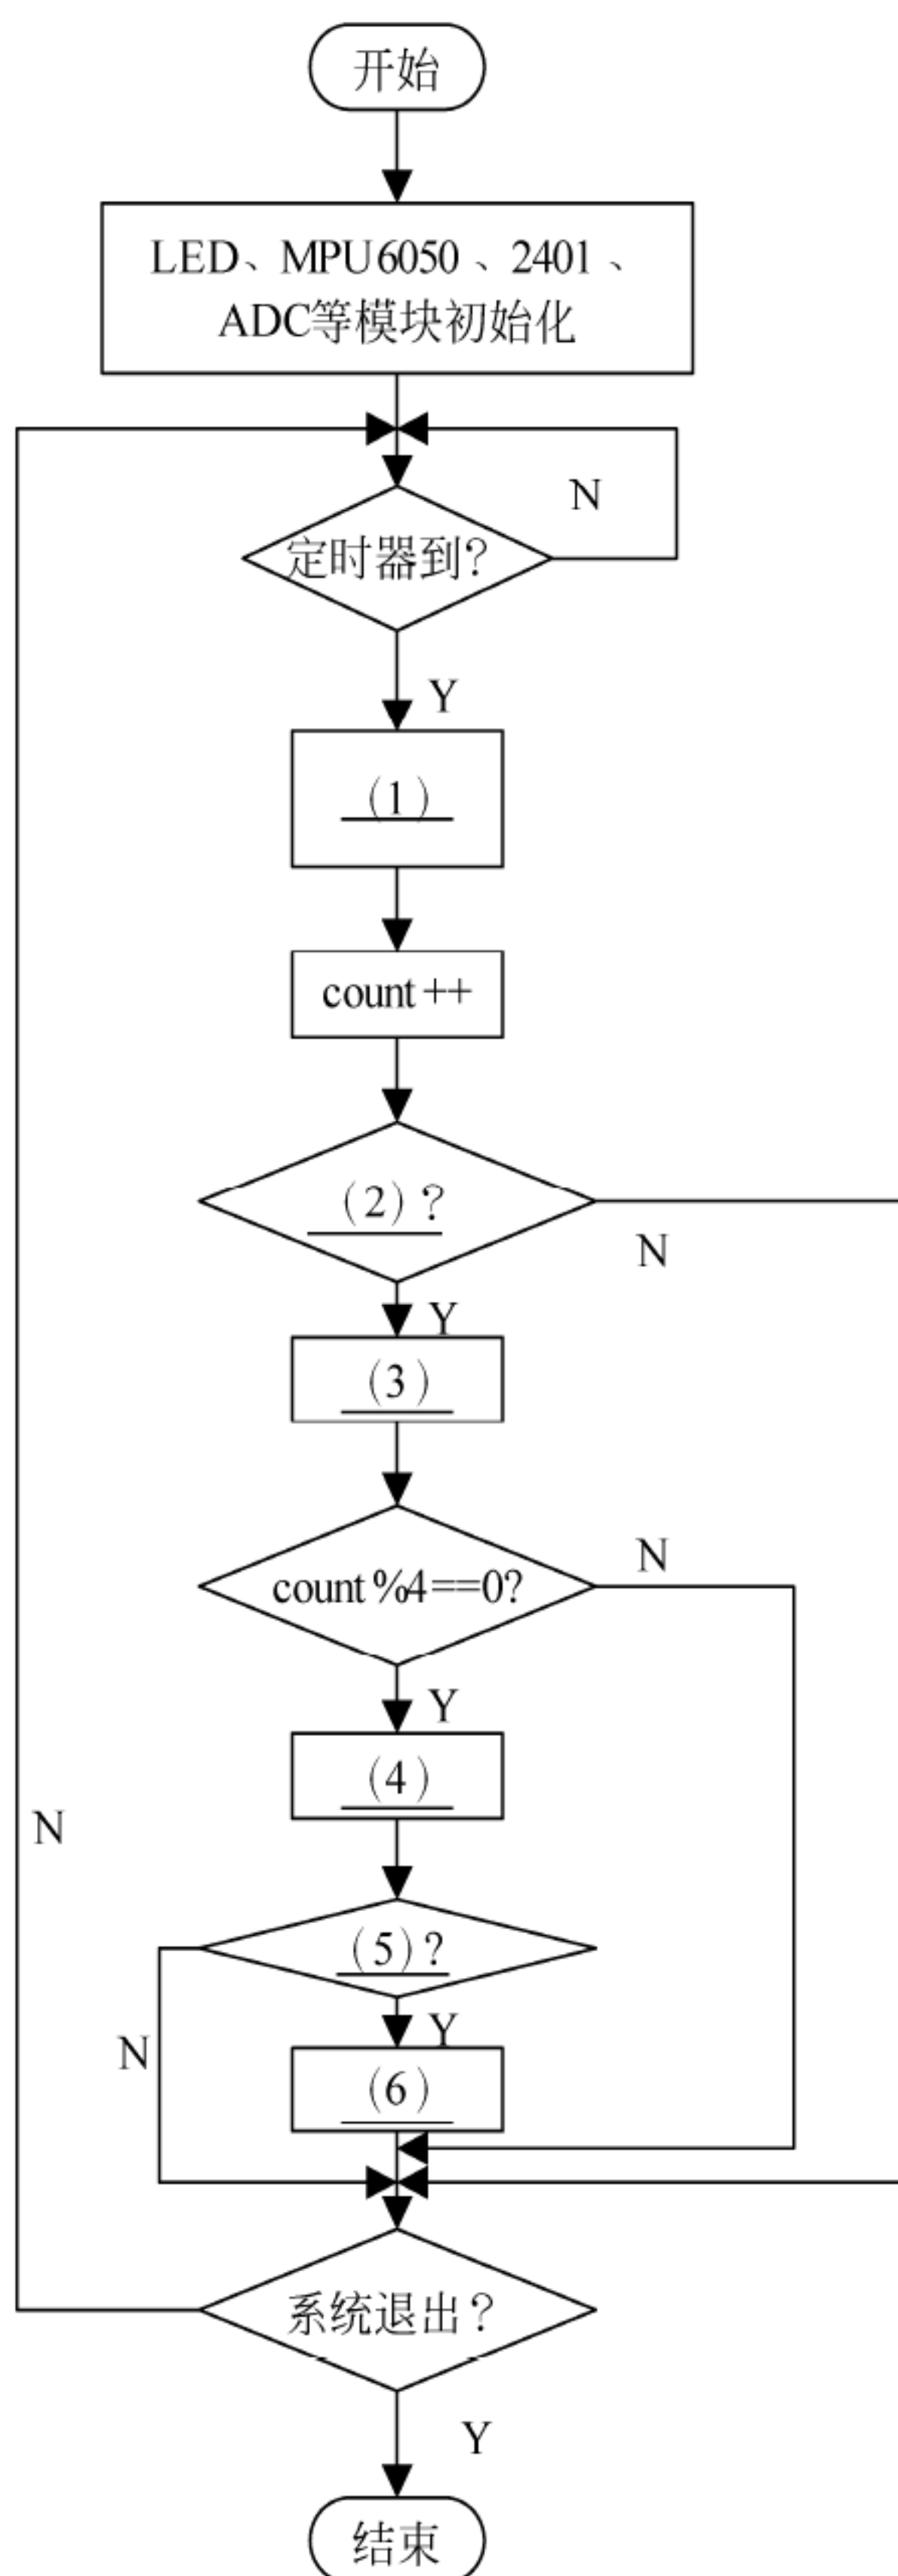 开始
LED、MPU6050、2401、
ADC等模块初始化
N
定时器到?
Y
(1)
count++
(2)?
N
Y
(3)
N
count%4==0?
Y
(4)
N
(5)?
Y
N
(6)
系统退出?
Y
结束